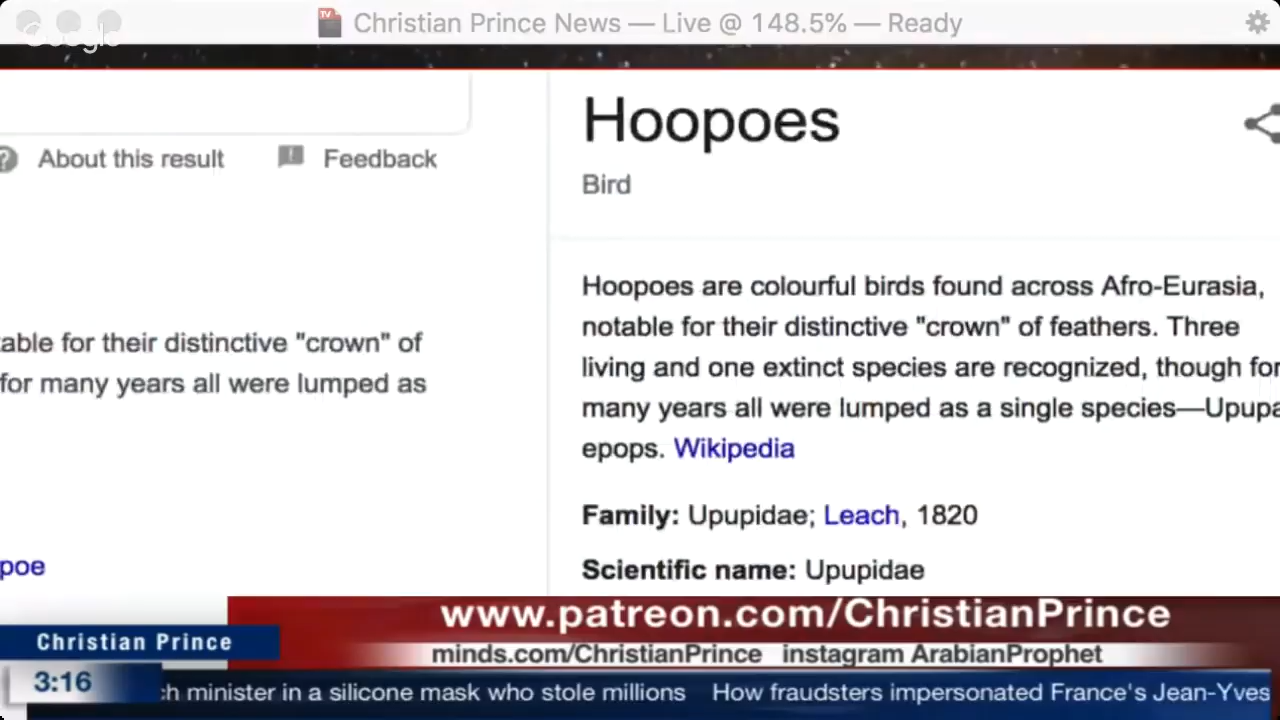 Christian Prince News — Live @ 148.5% — Ready
Google
About this result
Feedback
Hoopoes
Bird
Hoopoes are colourful birds found across Afro-Eurasia,
notable for their distinctive "crown" of feathers. Three
living and one extinct species are recognized, though for
many years all were lumped as a single species—Upupa
epops. Wikipedia
Family: Upupidae; Leach, 1820
Scientific name: Upupidae
able for their distinctive "crown" of
for many years all were lumped as
poe
www.patreon.com/ChristianPrince
minds.com/ChristianPrince instagram ArabianProphet
Christian Prince
3:16
ch minister in a silicone mask who stole millions How fraudsters impersonated France's Jean-Yves